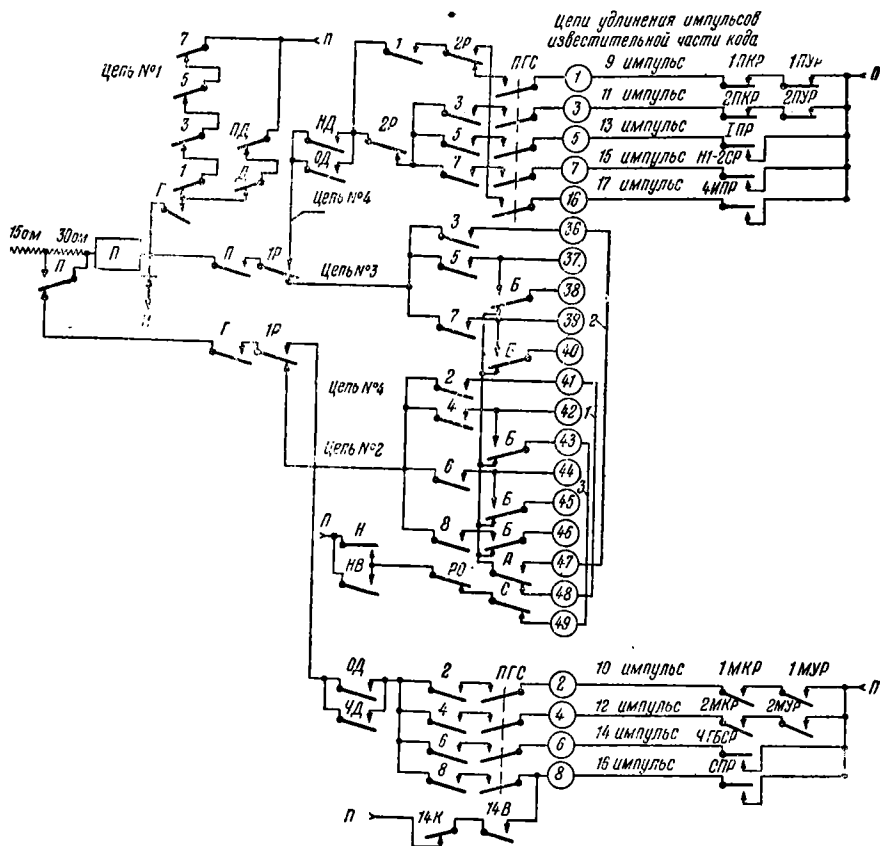 Цепи удлинения импульсов
известительной части кода
7
П
1
2Р
ПГС
1
9 импульс
1ПКР
1ПУР
П
Цепь №1
5
3
11 импульс
2ПКР
2ПУР
3
НД
2Р
3
5
13 импульс
1ПР
ПД
5
7
15 импульс
Н1-2СР
1
Д
ОД
7
16
17 импульс
4ИПР
Г
Цепь №4
15ом
30ом
П
П
П
1Р
Цепь №3
3
36
5
37
Б
38
7
39
2
Б
40
Г
1Р
Цепь №4
2
41
4
42
1
Цепь №2
Б
43
6
44
3
Б
45
П
Н
8
Б
46
А
47
НВ
РО
С
48
49
ОД
2
ПГС
2
10 импульс
1МКР
1МУР
П
ЧД
4
4
12 импульс
2МКР
2МУР
6
6
14 импульс
ЧГБСР
8
8
16 импульс
СПР
П
14К
14В